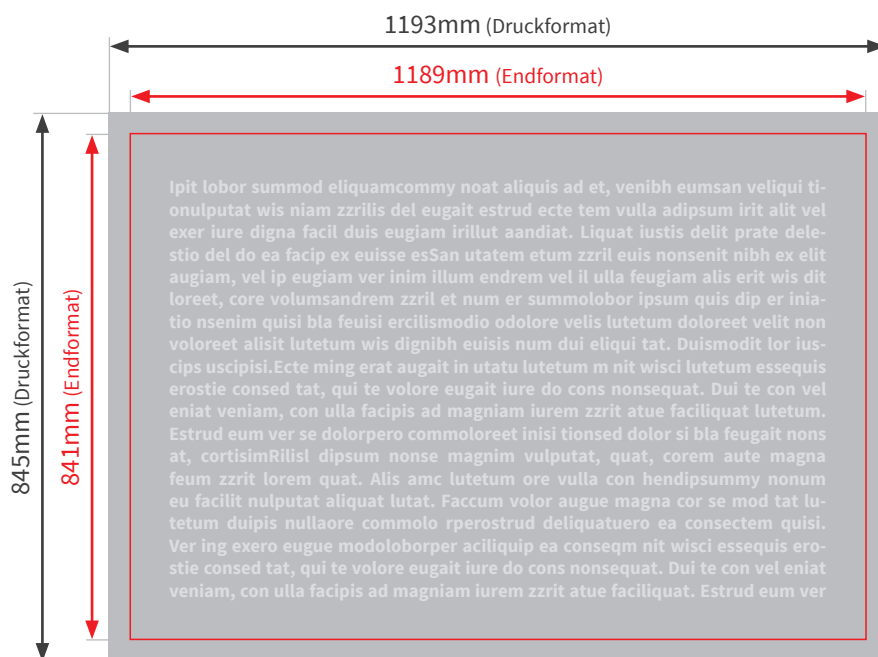 1193mm (Druckformat)
1189mm (Endformat)
845mm (Druckformat)
841mm (Endformat)
Ipit lobor summod eliquamcommy noat aliquis ad et, venibh eumsan veliqui ti-
onulputat wis niam zzrilis del eugait estrud ecte tem vulla adipsum irit alit vel
exer iure digna facil duis eugiam irillut aandiat. Liquat iustis delit prate dele-
stio del do ea facip ex euisse esSan utatem etum zzril euis nonsenit nibh ex elit
augiam, vel ip eugiam ver inim illum endrem vel il ulla feugiam alis erit wis dit
loreet, core volumsandrem zzril et num er summolobor ipsum quis dip er inia-
tio nsenim quisi bla feuisi ercilismodio odolore velis lutetum doloreet velit non
voloreet alisit lutetum wis dignibh euisis num dui eliqui tat. Duismodit lor ius-
cips uscipisi.Ecte ming erat augait in utatu lutetum m nit wisci lutetum essequis
erostie consed tat, qui te volore eugait iure do cons nonsequat. Dui te con vel
eniat veniam, con ulla facipis ad magniam iurem zzrit atue faciliquat lutetum.
Estrud eum ver se dolorpero commoloreet inisi tionsed dolor si bla feugait nons
at, cortisimRilisl dipsum nonse magnim vulputat, quat, corem aute magna
feum zzrit lorem quat. Alis amc lutetum ore vulla con hendipsummy nonum
eu facilit nulputat aliquat lutat. Faccum volor augue magna cor se mod tat lu-
tetum duipis nullaore commolo rperostrud deliquatuero ea consectem quisi.
Ver ing exero eugue modoloborper aciliquip ea conseqm nit wisci essequis ero-
stie consed tat, qui te volore eugait iure do cons nonsequat. Dui te con vel eniat
veniam, con ulla facipis ad magniam iurem zzrit atue faciliquat. Estrud eum ver